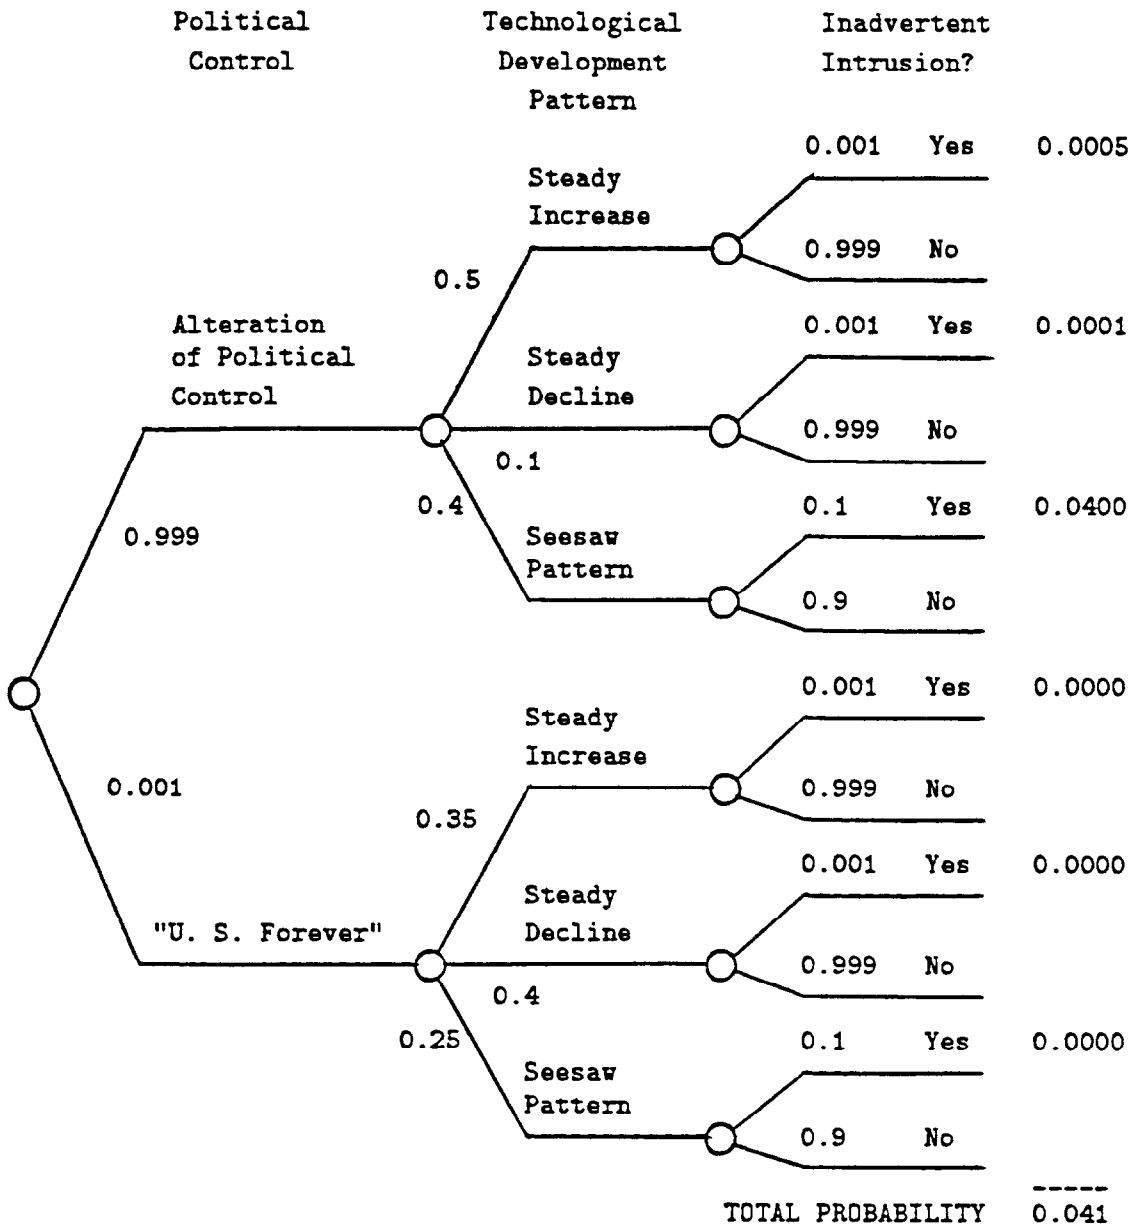 Political Technological Inadvertent
Control Development Intrusion?
Pattern
0.001 Yes 0.0005
Steady
Increase
0.999 No
0.5
Alteration
of Political
Control
0.001 Yes 0.0001
Steady
Decline
0.999 No
0.1
0.4
0.1 Yes 0.0400
0.999
Seesaw
Pattern
0.9 No
0.001 Yes 0.0000
Steady
Increase
0.001
0.999 No
0.35
0.001 Yes 0.0000
Steady
"U. S. Forever"
Decline
0.999 No
0.4
0.25
0.1 Yes 0.0000
Seesaw
Pattern
0.9 No
-----
TOTAL PROBABILITY 0.041